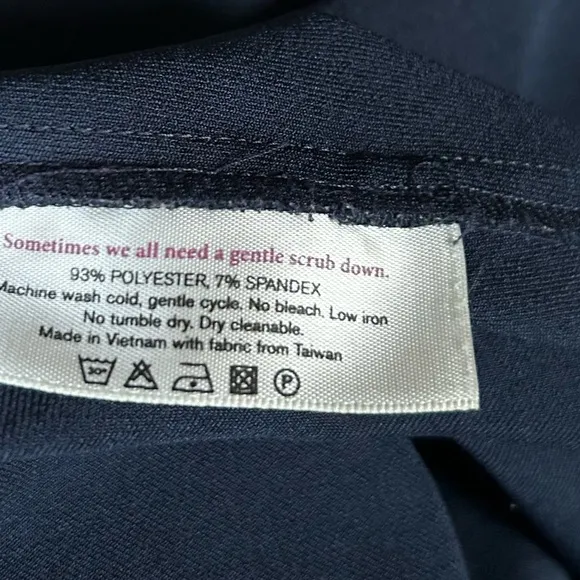 Sometimes we all need a gentle scrub down.
93% POLYESTER, 7% SPANDEX
Machine wash cold, gentle cycle. No bleach. Low iron
No tumble dry. Dry cleanable.
Made in Vietnam with fabric from Taiwan
30° P